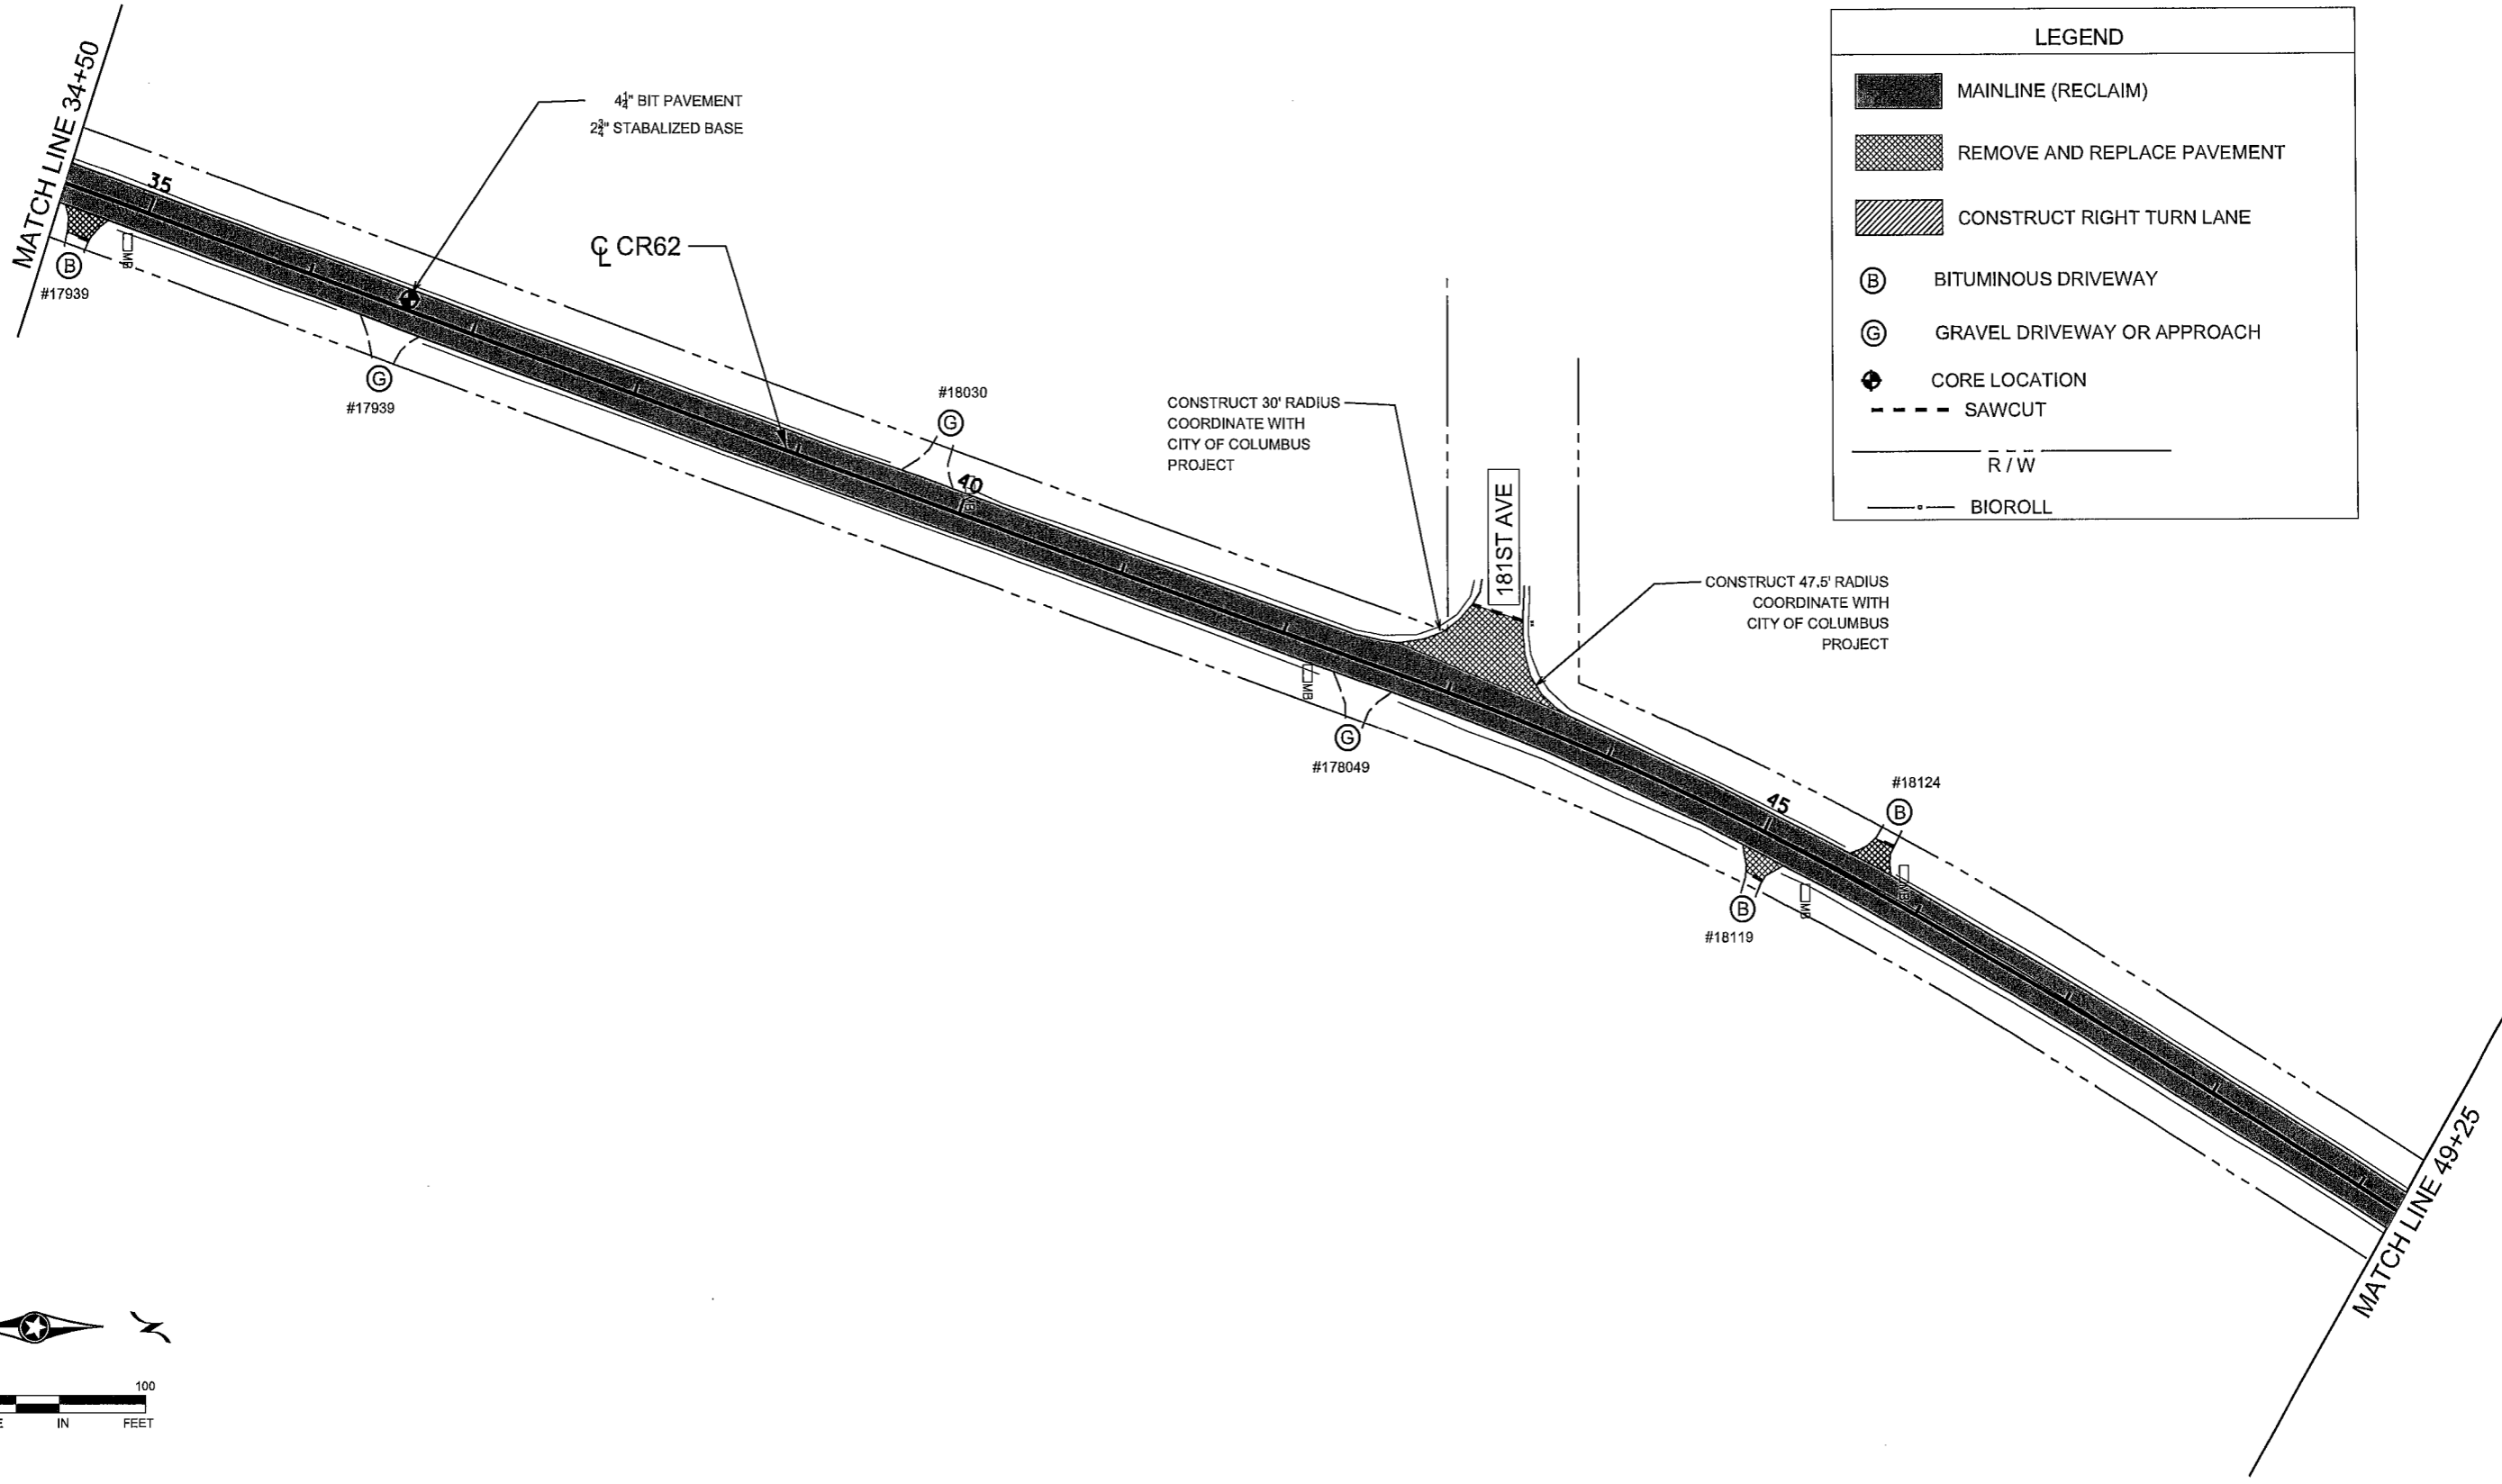 MATCH LINE 34+50
35
4¼" BIT PAVEMENT
2¾" STABALIZED BASE
℄ CR62
B
#17939
MB
G
#17939
#18030
G
40
CONSTRUCT 30' RADIUS
COORDINATE WITH
CITY OF COLUMBUS
PROJECT
181ST AVE
CONSTRUCT 47.5' RADIUS
COORDINATE WITH
CITY OF COLUMBUS
PROJECT
MB
G
#178049
45
#18124
B
MB
B
#18119
MB
MATCH LINE 49+25
LEGEND
MAINLINE (RECLAIM)
REMOVE AND REPLACE PAVEMENT
CONSTRUCT RIGHT TURN LANE
B BITUMINOUS DRIVEWAY
G GRAVEL DRIVEWAY OR APPROACH
CORE LOCATION
SAWCUT
R / W
BIOROLL
100
IN FEET